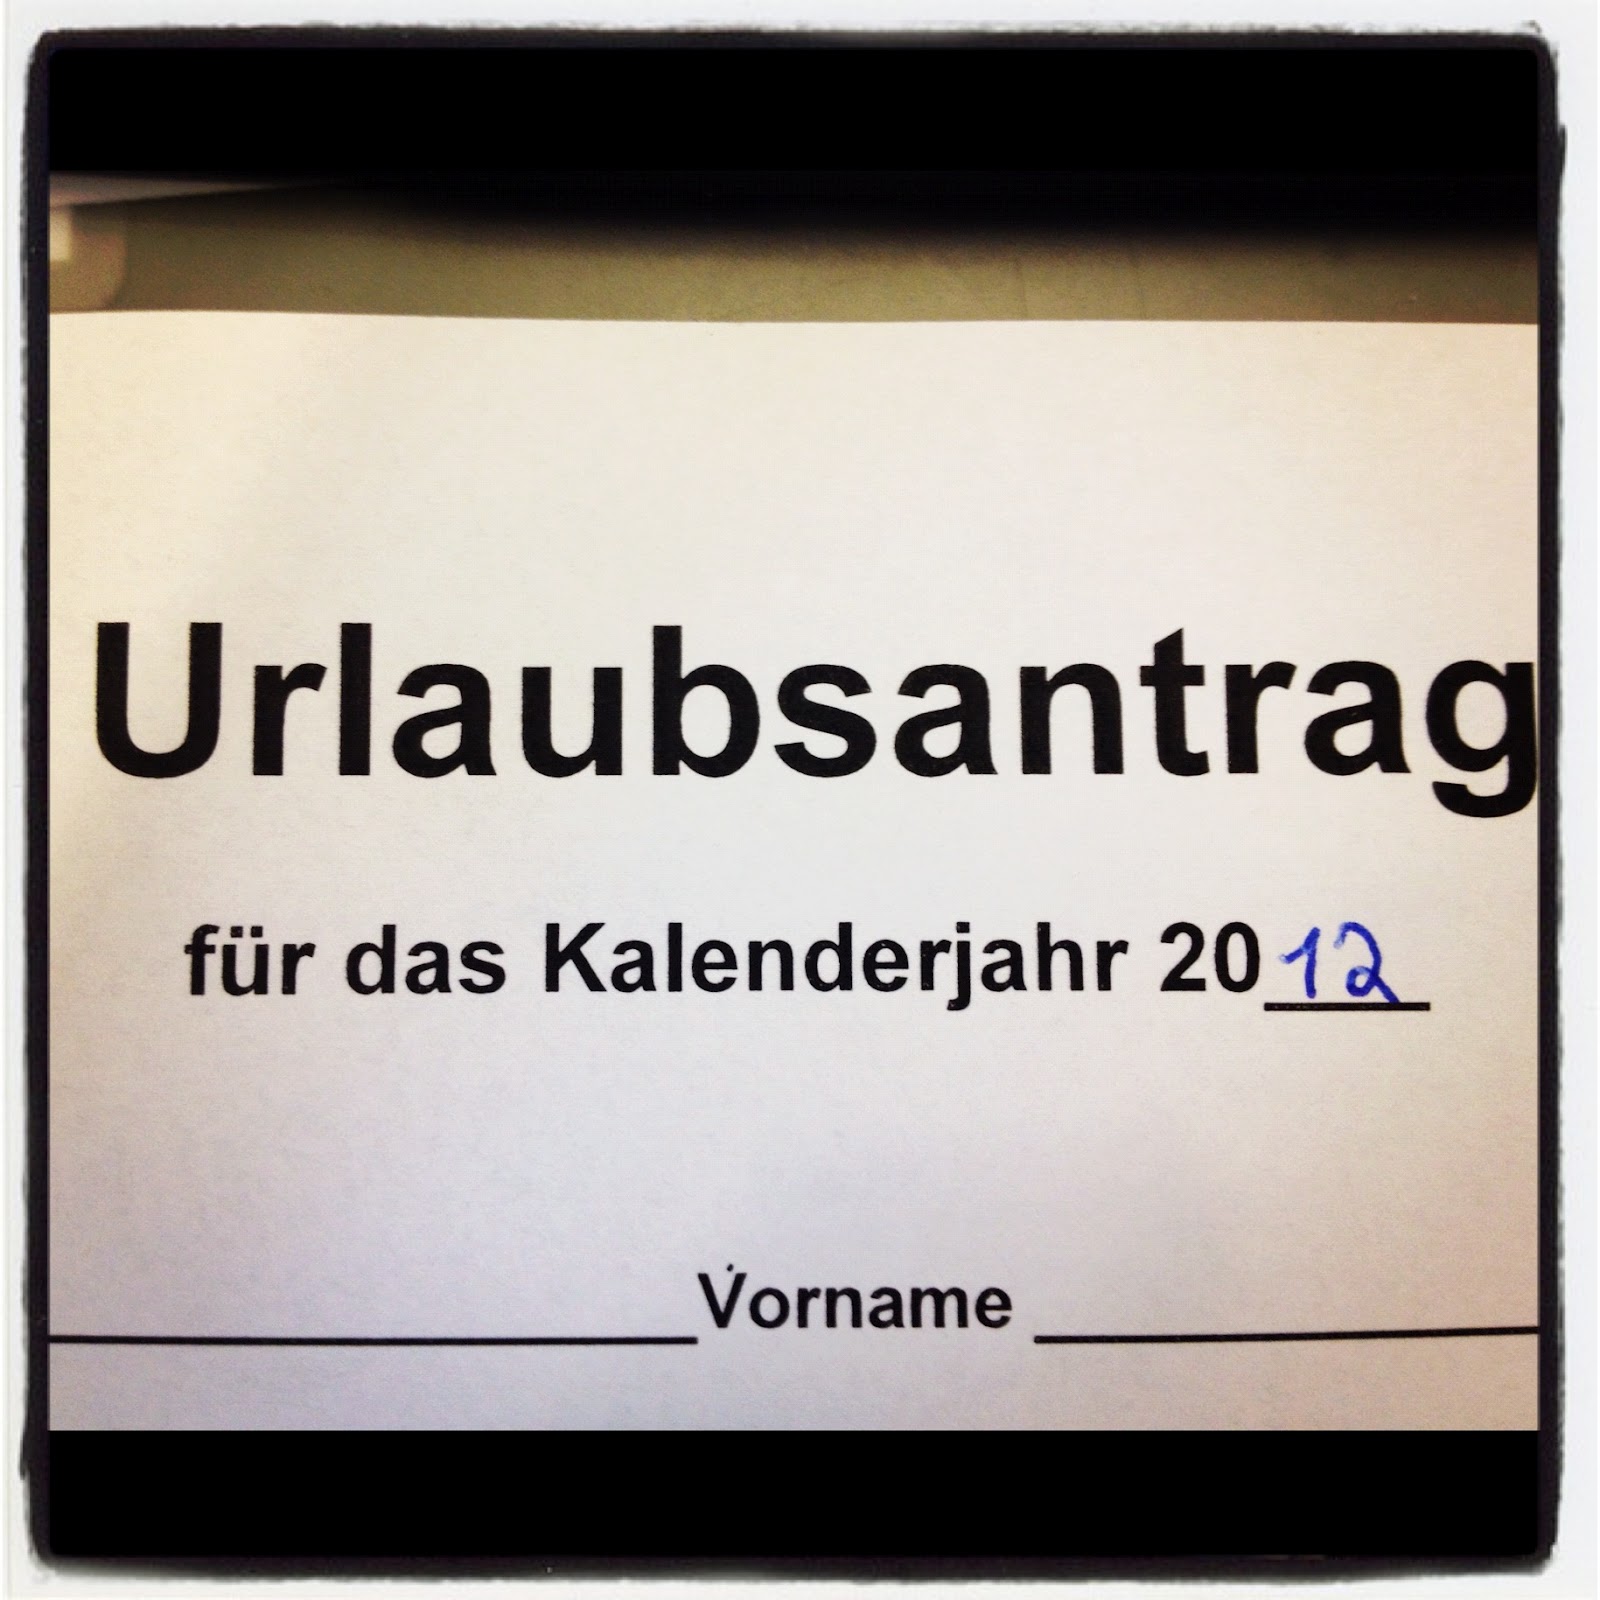 Urlaubsantrag
für das Kalenderjahr 2012
Vorname